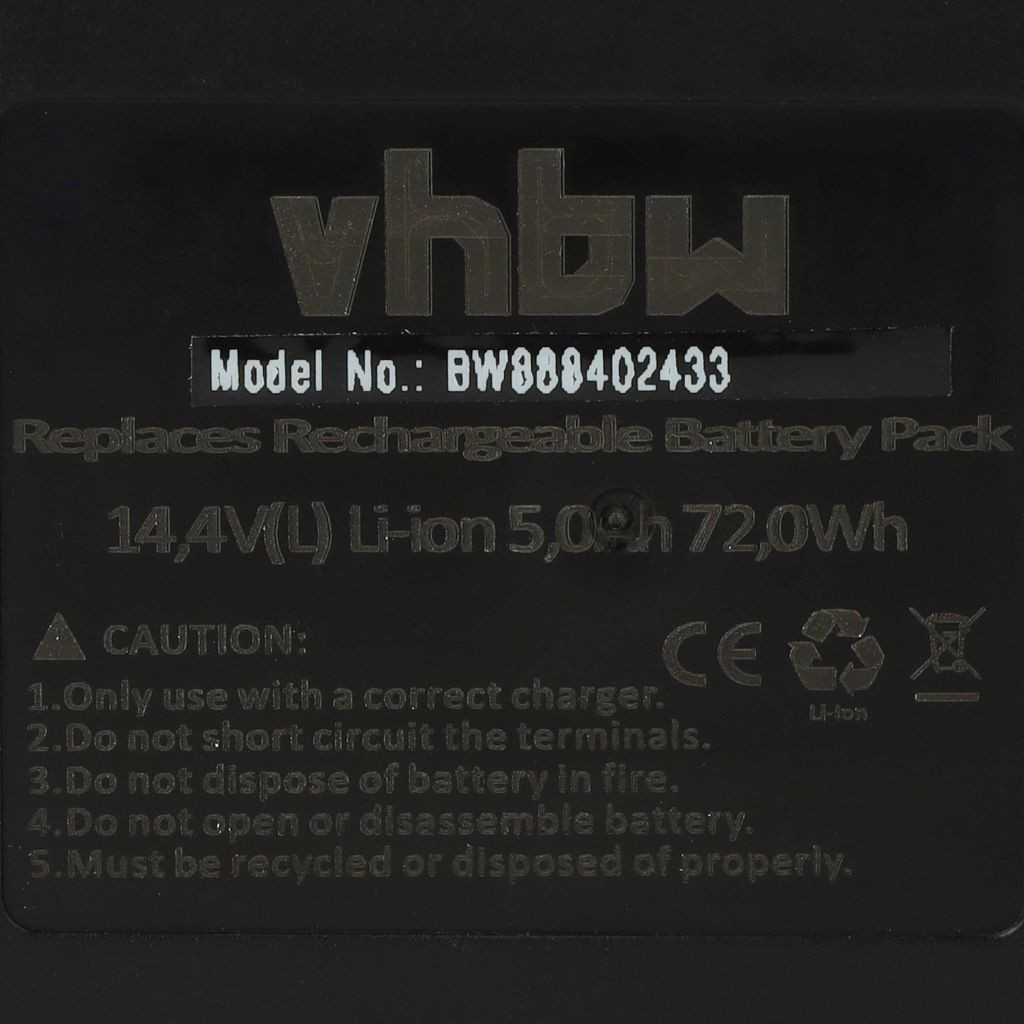 vhbw
Model No.: BW888402433
Replaces Rechargeable Battery Pack
14,4V(L) Li-ion 5,0Ah 72,0Wh
CAUTION:
CE
Li-ion
1.Only use with a correct charger.
2.Do not short circuit the terminals.
3.Do not dispose of battery in fire.
4.Do not open or disassemble battery.
5.Must be recycled or disposed of properly.